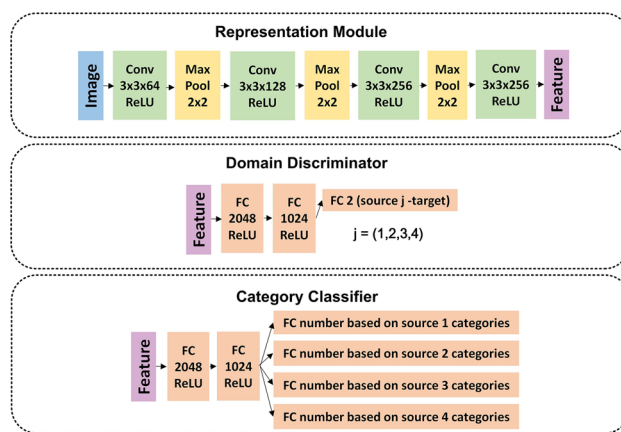 Representation Module
Image
Conv
3x3x64
ReLU
Max
Pool
2x2
Conv
3x3x128
ReLU
Max
Pool
2x2
Conv
3x3x256
ReLU
Max
Pool
2x2
Conv
3x3x256
ReLU
Feature
Domain Discriminator
Feature
FC
2048
ReLU
FC
1024
ReLU
FC 2 (source j -target)
j = (1,2,3,4)
Category Classifier
Feature
FC
2048
ReLU
FC
1024
ReLU
FC number based on source 1 categories
FC number based on source 2 categories
FC number based on source 3 categories
FC number based on source 4 categories